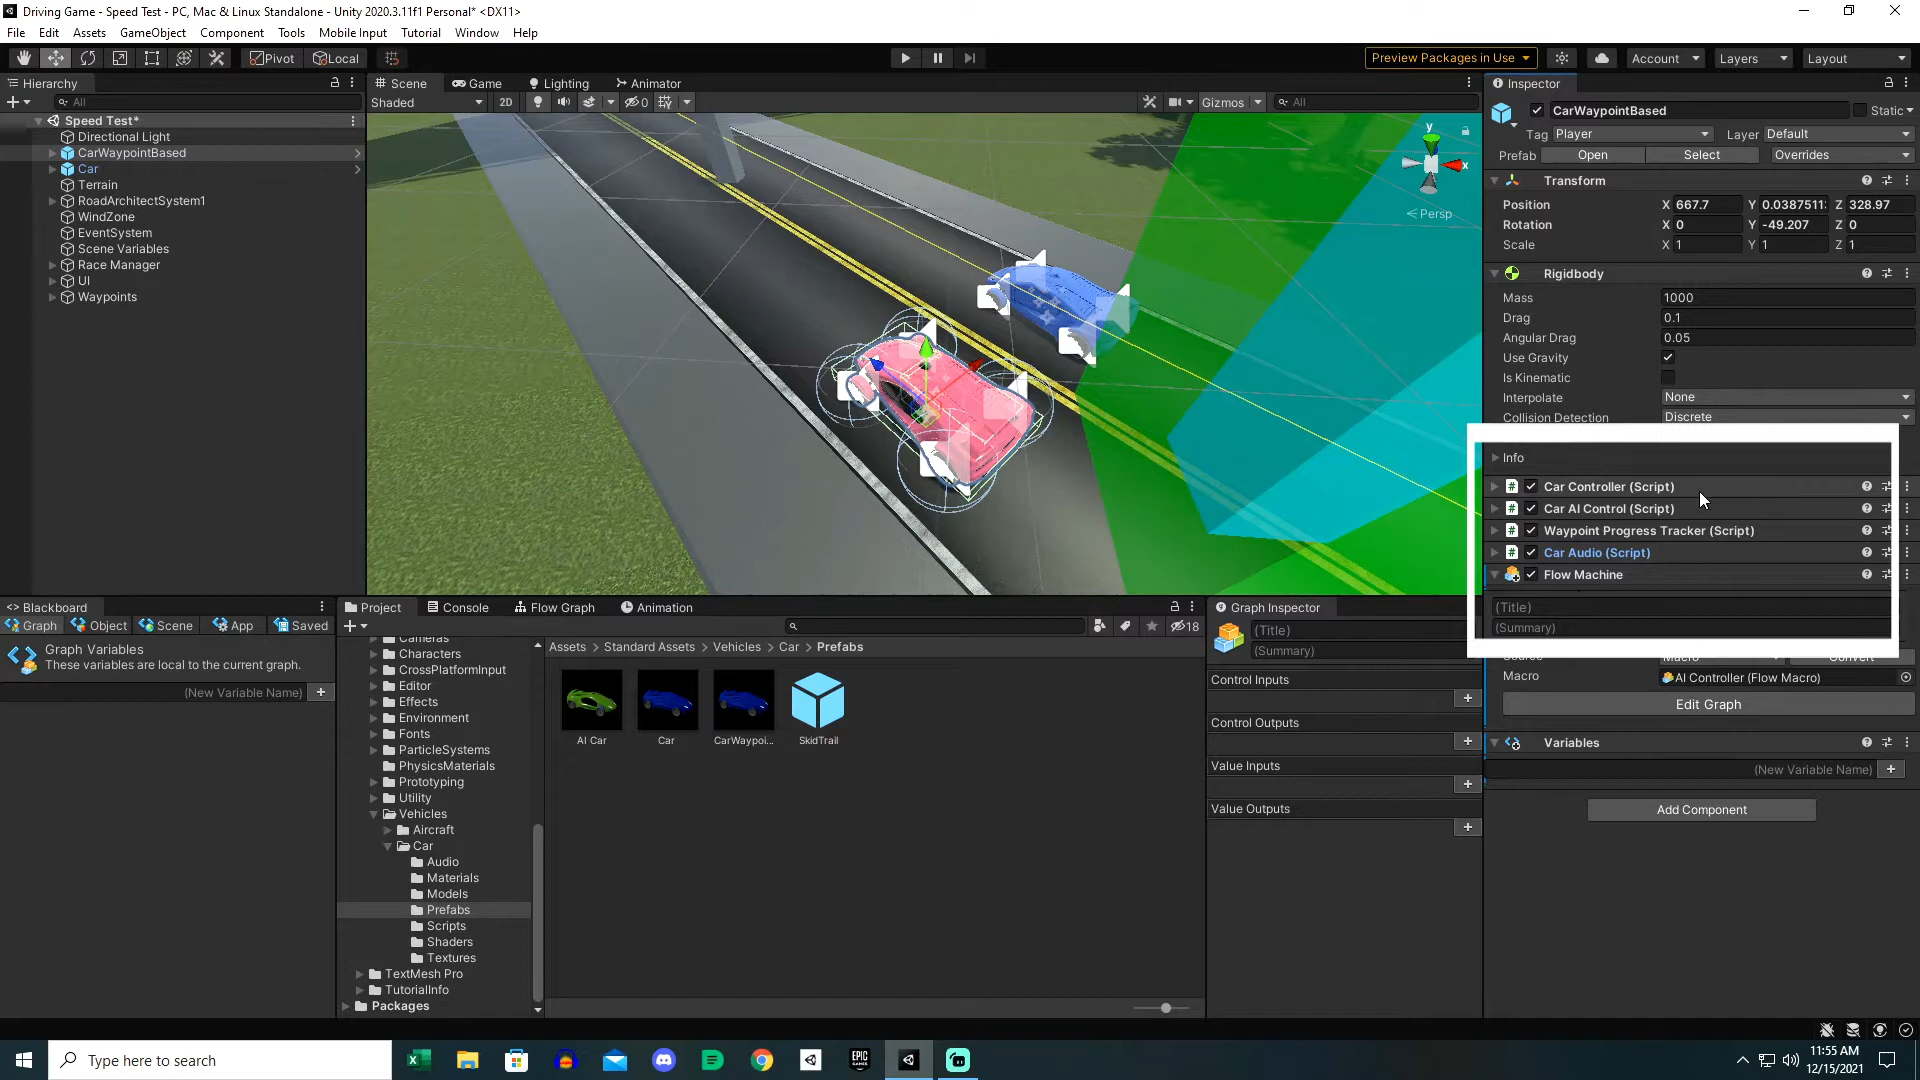 Driving Game - Speed Test - PC, Mac & Linux Standalone - Unity 2020.3.11f1 Personal* <DX11>
File Edit Assets GameObject Component Tools Mobile Input Tutorial Window Help
Pivot Local Preview Packages in Use Account Layers Layout
Hierarchy Scene Game Lighting Animator Inspector
All Shaded 2D 0 Gizmos All
CarWaypointBased Static
Speed Test*
Directional Light
CarWaypointBased
Car
Terrain
RoadArchitectSystem1
WindZone
EventSystem
Scene Variables
Race Manager
UI
Waypoints
y
x
Persp
Tag Player Layer Default
Prefab Open Select Overrides
Transform
Position X 667.7 Y 0.0387511: Z 328.97
Rotation X 0 Y -49.207 Z 0
Scale X 1 Y 1 Z 1
Rigidbody
Mass 1000
Drag 0.1
Angular Drag 0.05
Use Gravity
Is Kinematic
Interpolate None
Collision Detection Discrete
Info
Car Controller (Script)
Car AI Control (Script)
Waypoint Progress Tracker (Script)
Car Audio (Script)
Flow Machine
(Title)
(Summary)
Macro AI Controller (Flow Macro)
Edit Graph
Variables
(New Variable Name)
Add Component
<> Blackboard
Graph Object Scene App Saved
Graph Variables
These variables are local to the current graph.
(New Variable Name)
Project Console Flow Graph Animation
18
Cameras
Characters
CrossPlatformInput
Editor
Effects
Environment
Fonts
ParticleSystems
PhysicsMaterials
Prototyping
Utility
Vehicles
Aircraft
Car
Audio
Materials
Models
Prefabs
Scripts
Shaders
Textures
TextMesh Pro
TutorialInfo
Packages
Assets > Standard Assets > Vehicles > Car > Prefabs
AI Car Car CarWaypoi... SkidTrail
Graph Inspector
(Title)
(Summary)
Control Inputs
Control Outputs
Value Inputs
Value Outputs
Type here to search
EPIC GAMES
11:55 AM
12/15/2021